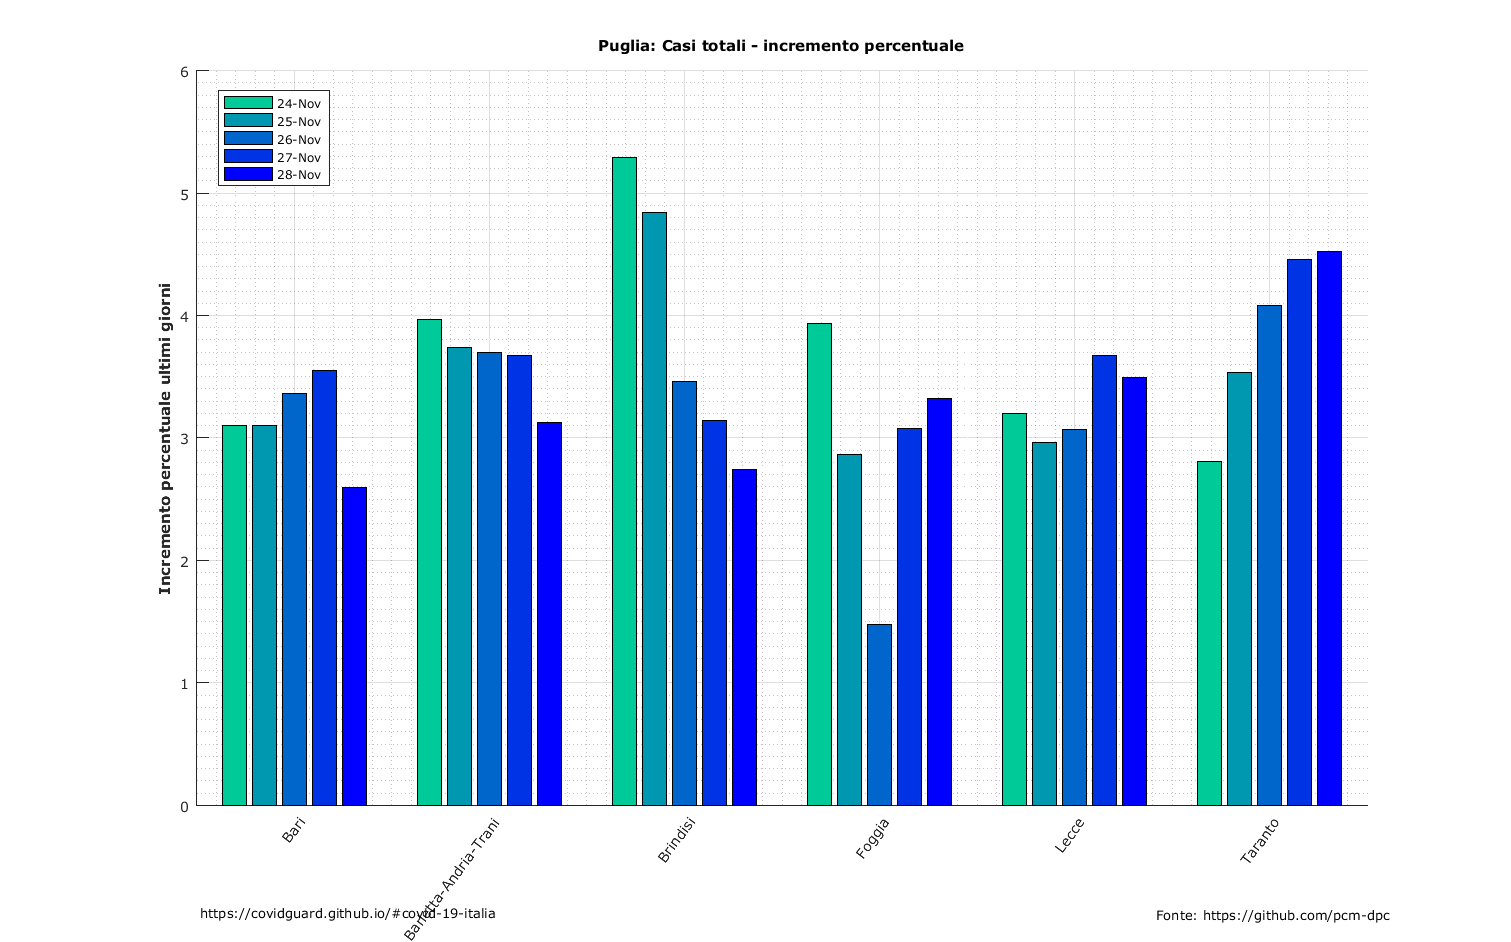 Puglia: Casi totali - incremento percentuale
6
5
4
3
2
1
0
Incremento percentuale ultimi giorni
24-Nov
25-Nov
26-Nov
27-Nov
28-Nov
Bari
Barletta-Andria-Trani
Brindisi
Foggia
Lecce
Taranto
https://covidguard.github.io/#covid-19-italia
Fonte: https://github.com/pcm-dpc